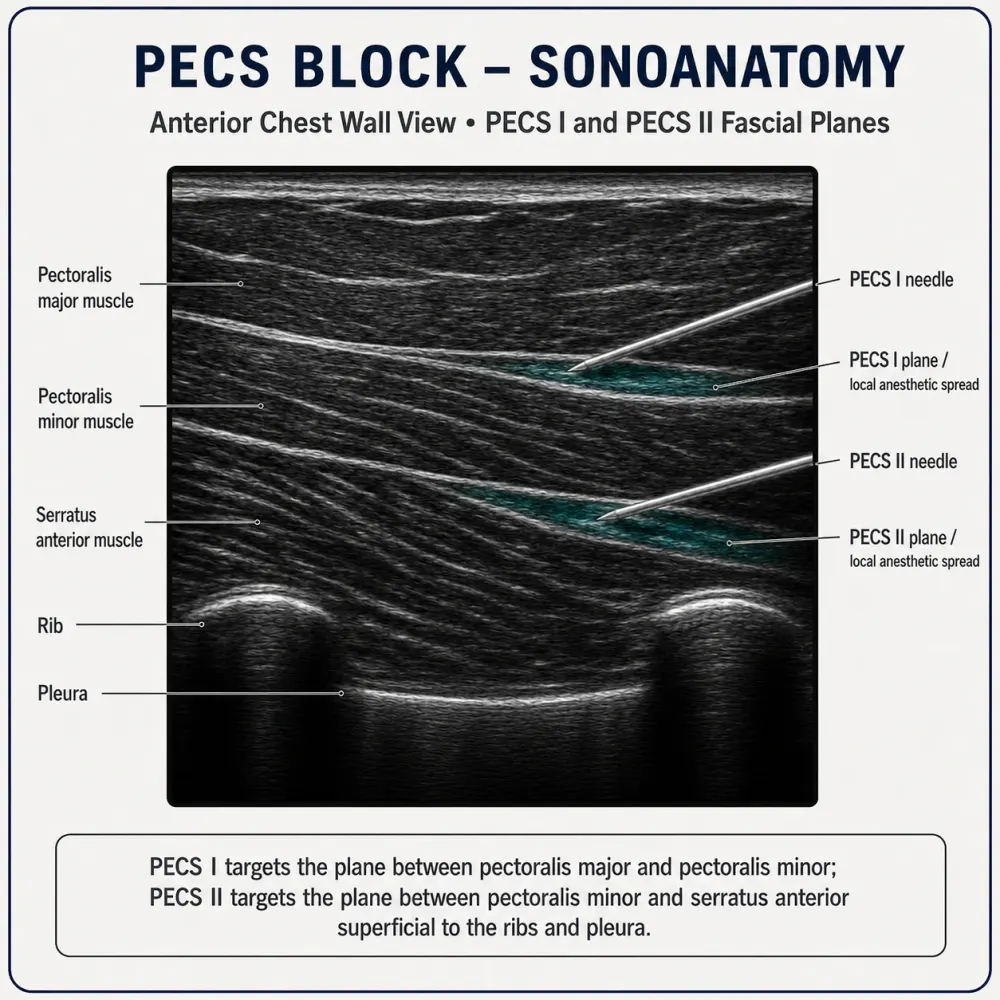 PECS BLOCK – SONOANATOMY
Anterior Chest Wall View • PECS I and PECS II Fascial Planes
Pectoralis
major muscle
Pectoralis
minor muscle
Serratus
anterior muscle
Rib
Pleura
PECS I needle
PECS I plane /
local anesthetic spread
PECS II needle
PECS II plane /
local anesthetic spread
PECS I targets the plane between pectoralis major and pectoralis minor;
PECS II targets the plane between pectoralis minor and serratus anterior
superficial to the ribs and pleura.